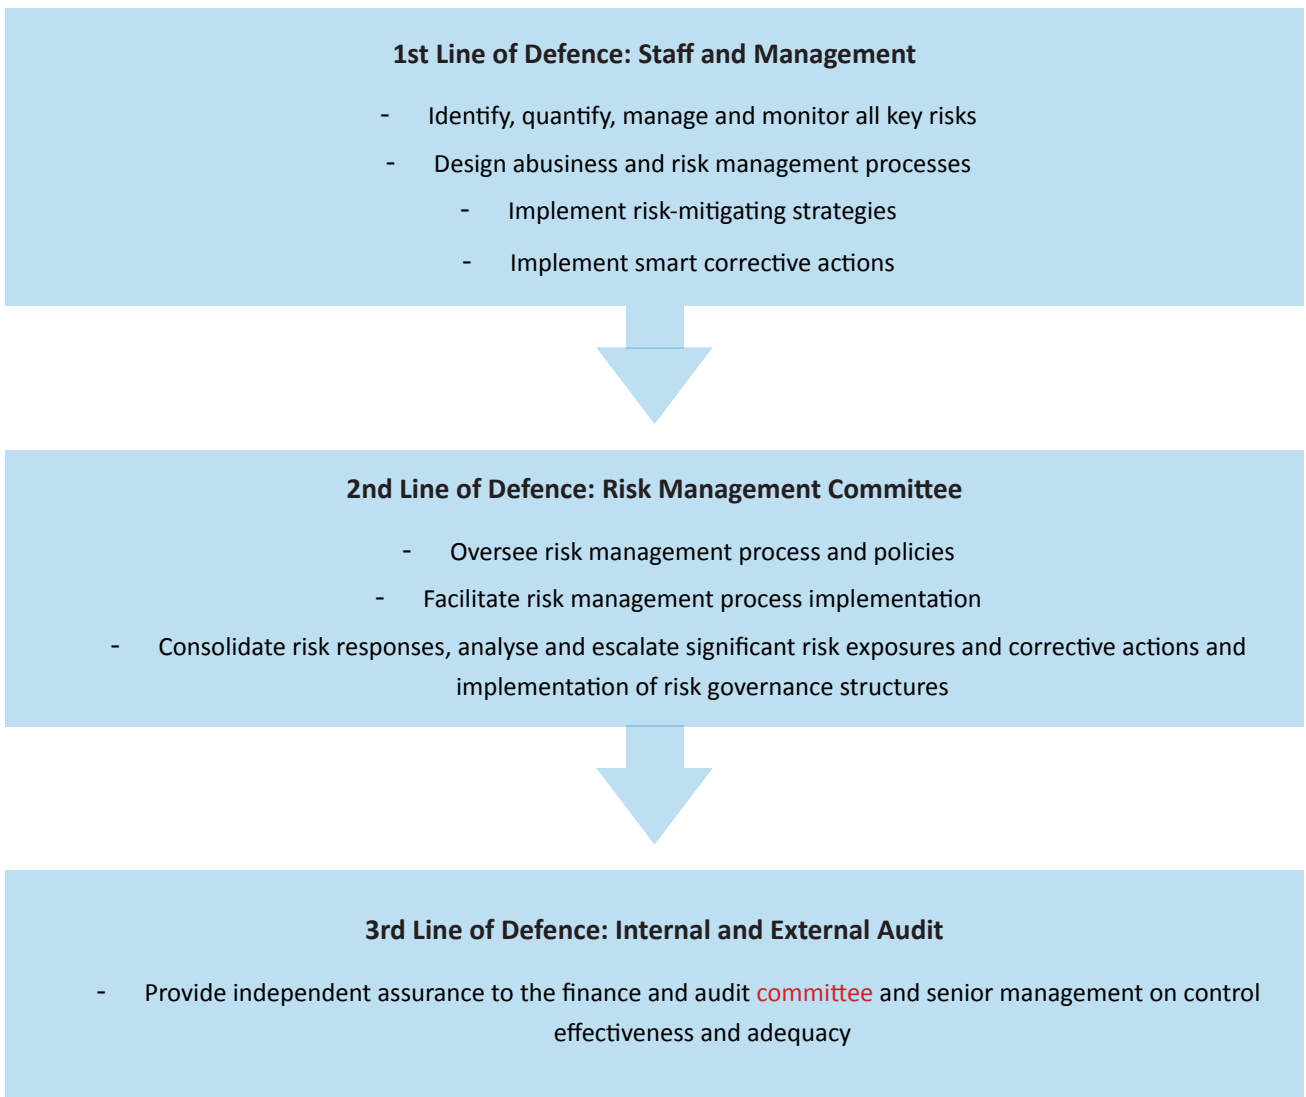 1st Line of Defence: Staff and Management
- Identify, quantify, manage and monitor all key risks
- Design abusiness and risk management processes
- Implement risk-mitigating strategies
- Implement smart corrective actions
2nd Line of Defence: Risk Management Committee
- Oversee risk management process and policies
- Facilitate risk management process implementation
- Consolidate risk responses, analyse and escalate significant risk exposures and corrective actions and
implementation of risk governance structures
3rd Line of Defence: Internal and External Audit
- Provide independent assurance to the finance and audit committee and senior management on control
effectiveness and adequacy